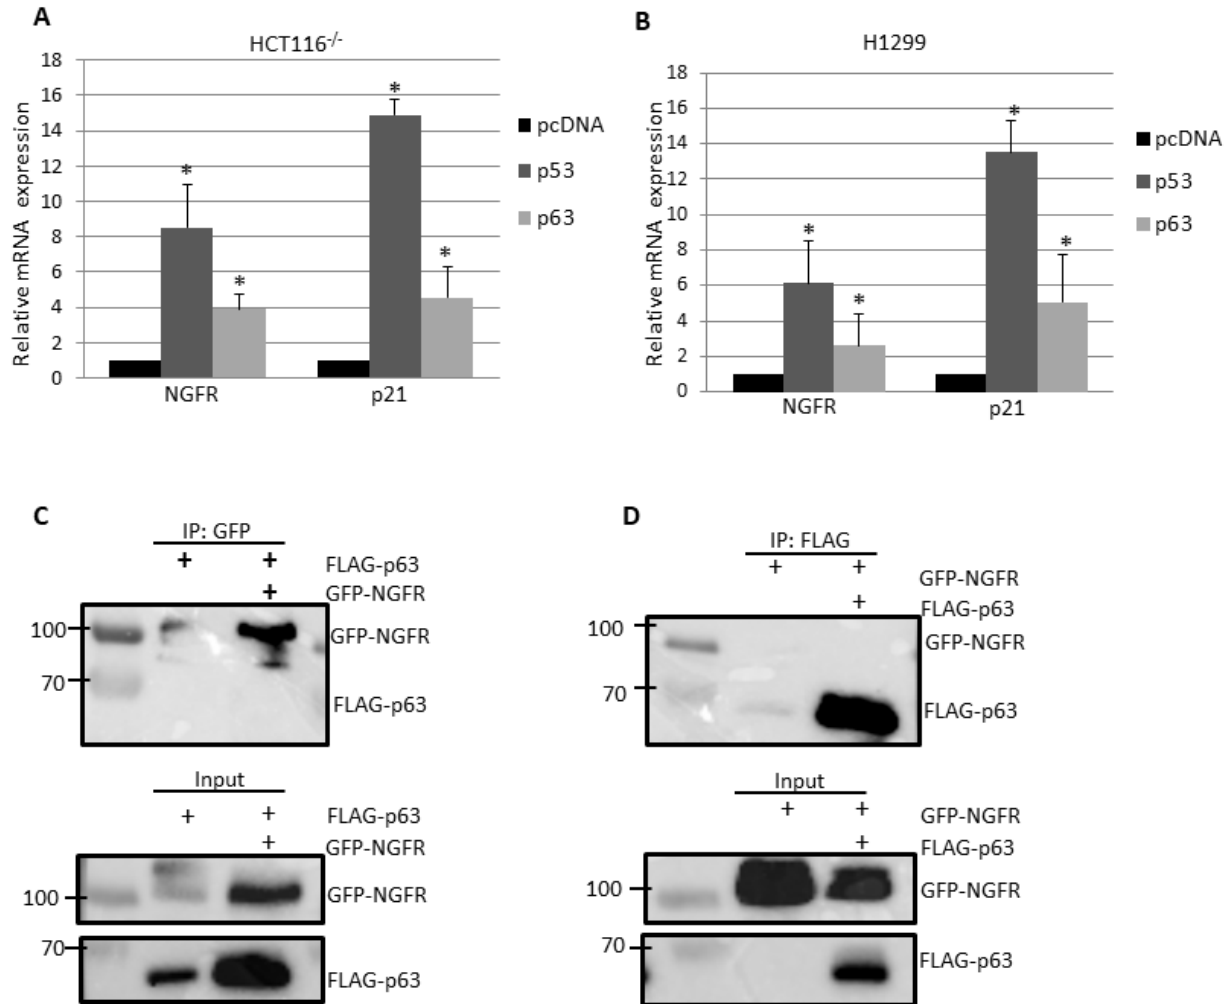 A
HCT116-/-
Relative mRNA expression
18
16
14
12
10
8
6
4
2
0
*
*
*
*
NGFR
p21
pcDNA
p53
p63
B
H1299
Relative mRNA expression
18
16
14
12
10
8
6
4
2
0
*
*
*
*
NGFR
p21
pcDNA
p53
p63
C
IP: GFP
+ + FLAG-p63
+ GFP-NGFR
100
GFP-NGFR
70
FLAG-p63
Input
+ + FLAG-p63
+ GFP-NGFR
100
GFP-NGFR
70
FLAG-p63
D
IP: FLAG
+ + GFP-NGFR
+ FLAG-p63
100
GFP-NGFR
70
FLAG-p63
Input
+ + GFP-NGFR
+ FLAG-p63
100
GFP-NGFR
70
FLAG-p63